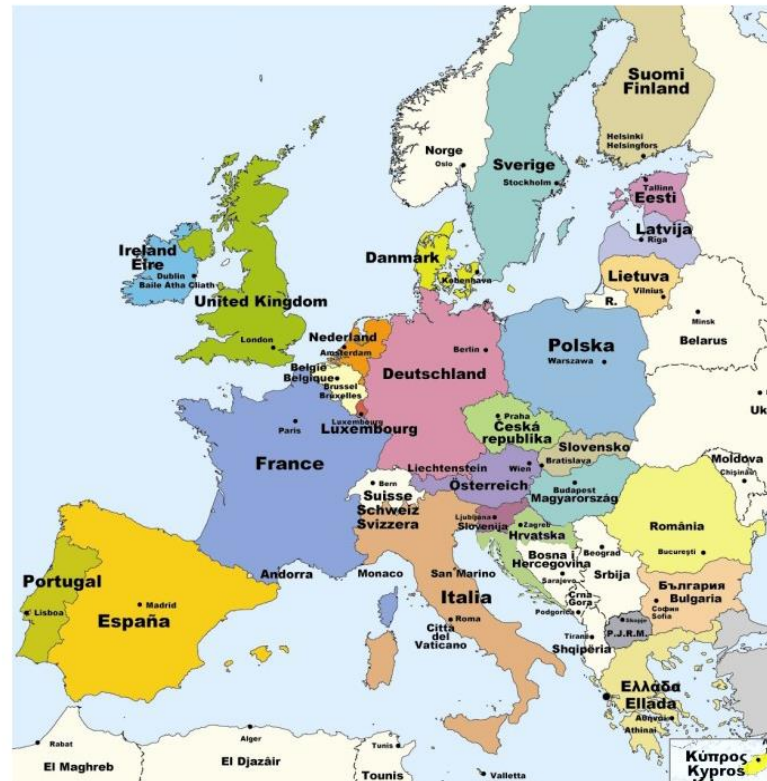 Suomi
Finland
Helsinki
Helsingfors
Norge
Oslo
Sverige
Stockholm
Tallinn
Eesti
Latvija
Riga
Ireland
Éire
Dublin
Baile Atha Cliath
Danmark
København
Lietuva
Vilnius
R.
United Kingdom
London
Minsk
Belarus
Nederland
Amsterdam
Berlin
Polska
Warszawa
België
Belgique
Brussel
Bruxelles
Deutschland
Luxembourg
Luxembourg
Praha
Česká
republika
Uk
Paris
France
Slovensko
Bratislava
Moldova
Chişinău
Liechtenstein
Wien
Österreich
Budapest
Magyarország
Bern
Suisse
Schweiz
Svizzera
Ljubljana
Slovenija
Zagreb
Hrvatska
România
Bucureşti
Bosna i
Hercegovina
Sarajevo
Beograd
Srbija
Andorra
Monaco
San Marino
Portugal
Lisboa
Madrid
España
Italia
Roma
Città
del
Vaticano
Crna
Gora
Podgorica
България
Bulgaria
София
Sofia
Skopje
P.J.R.M.
Tirana
Shqipëria
Ελλάδα
Ellada
Αθήναι
Athinai
Rabat
El Maghreb
Alger
El Djazâir
Tunis
Tounis
Valletta
Κύπρος
Kypros